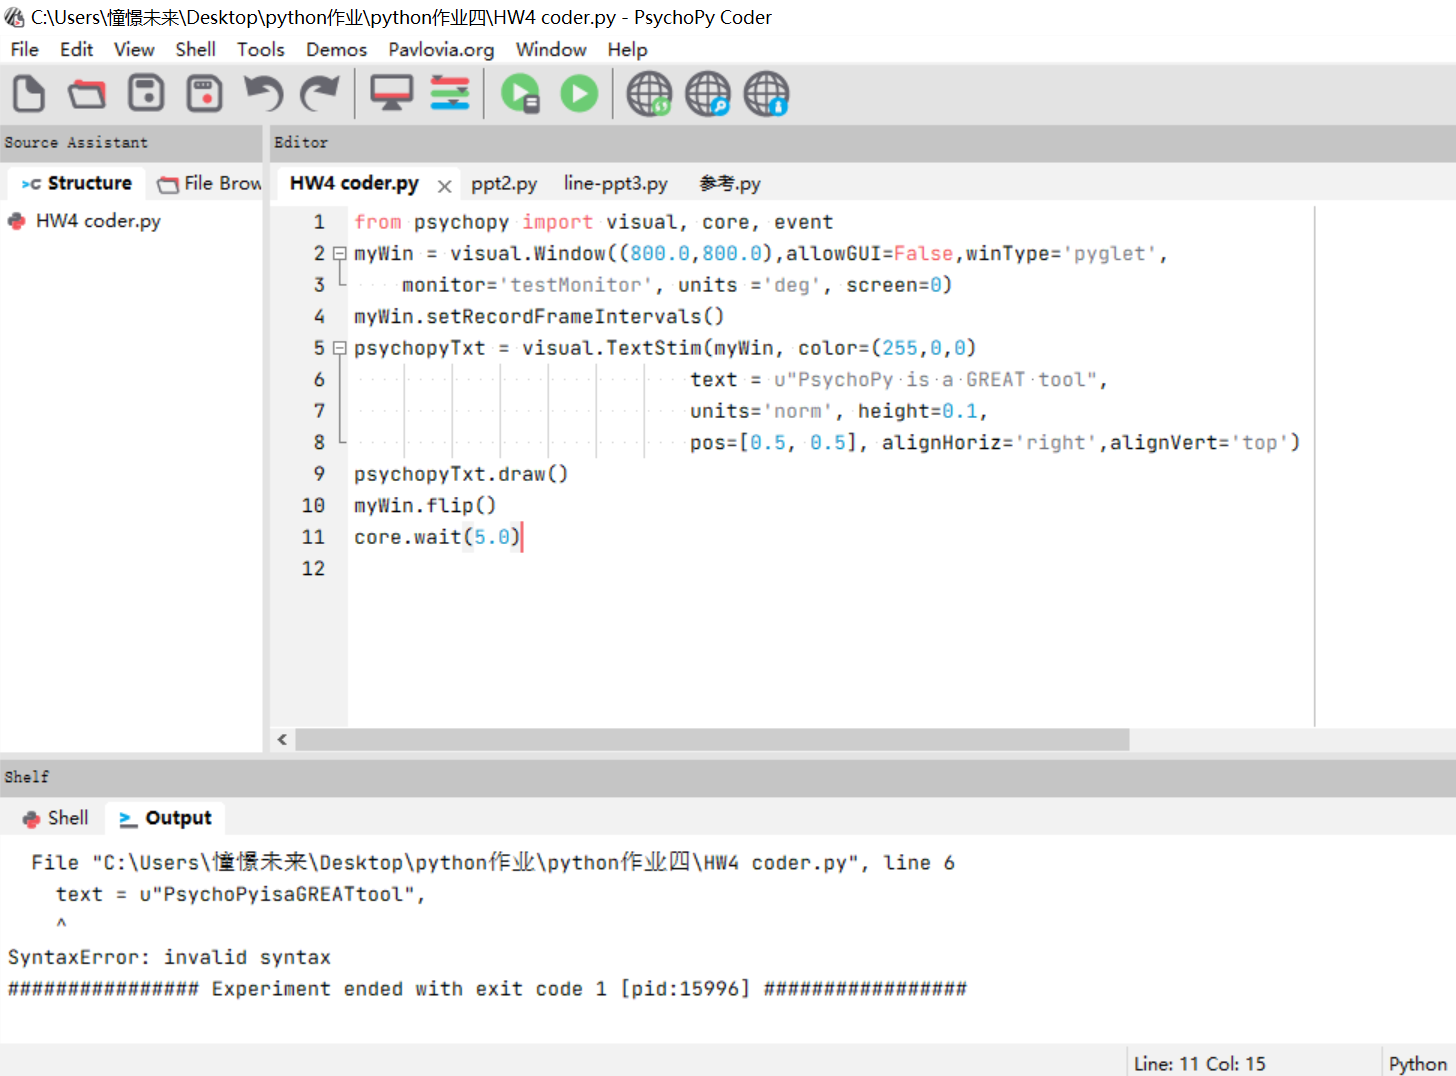 C:\Users\憧憬未来\Desktop\python作业\python作业四\HW4 coder.py - PsychoPy Coder
File Edit View Shell Tools Demos Pavlovia.org Window Help
Source Assistant
Editor
Structure
File Brow
HW4 coder.py
ppt2.py
line-ppt3.py
参考.py
HW4 coder.py
1 from psychopy import visual, core, event
2 myWin = visual.Window((800.0,800.0),allowGUI=False,winType='pyglet',
3 monitor='testMonitor', units ='deg', screen=0)
4 myWin.setRecordFrameIntervals()
5 psychopyTxt = visual.TextStim(myWin, color=(255,0,0)
6 text = u"PsychoPy is a GREAT tool",
7 units='norm', height=0.1,
8 pos=[0.5, 0.5], alignHoriz='right',alignVert='top')
9 psychopyTxt.draw()
10 myWin.flip()
11 core.wait(5.0)
12
Shelf
Shell
Output
File "C:\Users\憧憬未来\Desktop\python作业\python作业四\HW4 coder.py", line 6
text = u"PsychoPyisaGREATtool",
^
SyntaxError: invalid syntax
################ Experiment ended with exit code 1 [pid:15996] #################
Line: 11 Col: 15
Python